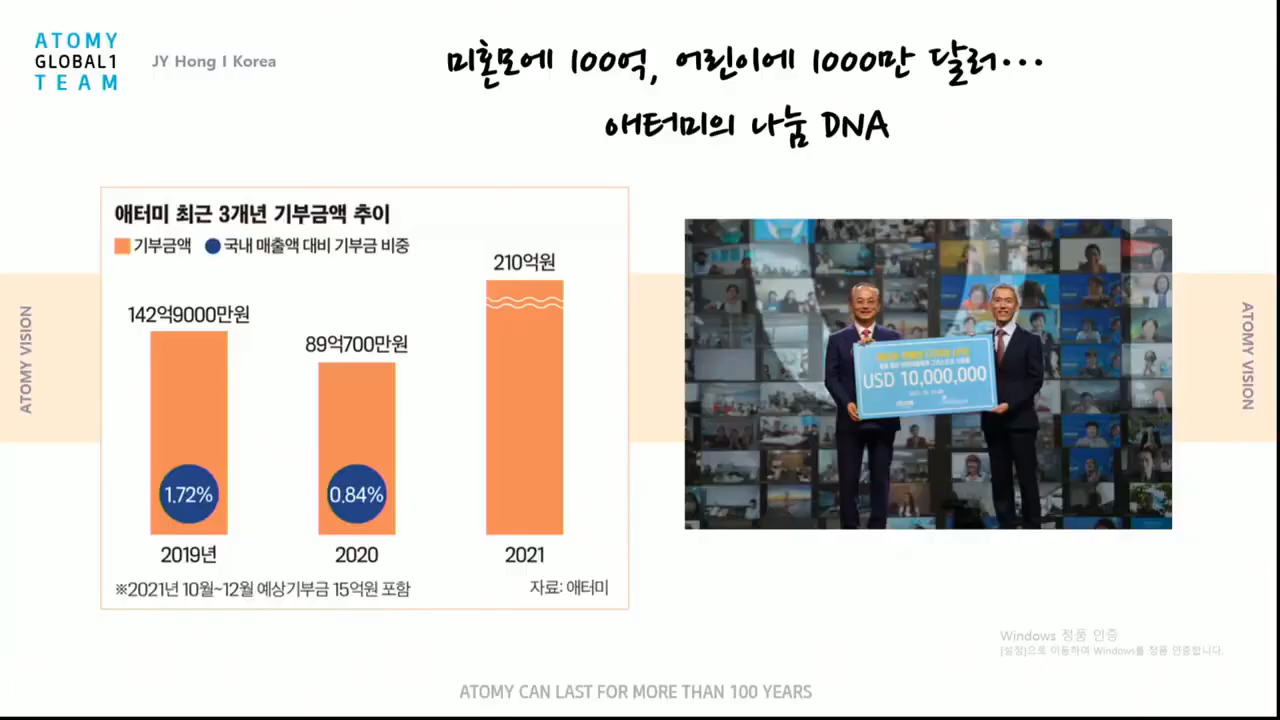 ATOMY
GLOBAL1
TEAM
JY Hong I Korea
미혼모에 100억, 어린이에 1000만 달러...
애터미의 나눔 DNA
애터미 최근 3개년 기부금액 추이
기부금액 국내 매출액 대비 기부금 비중
142억9000만원
89억700만원
210억원
1.72%
0.84%
2019년
2020
2021
※2021년 10월~12월 예상기부금 15억원 포함
자료: 애터미
USD 10,000,000
ATOMY VISION
ATOMY VISION
Windows 정품 인증
[설정]으로 이동하여 Windows를 정품 인증합니다.
ATOMY CAN LAST FOR MORE THAN 100 YEARS